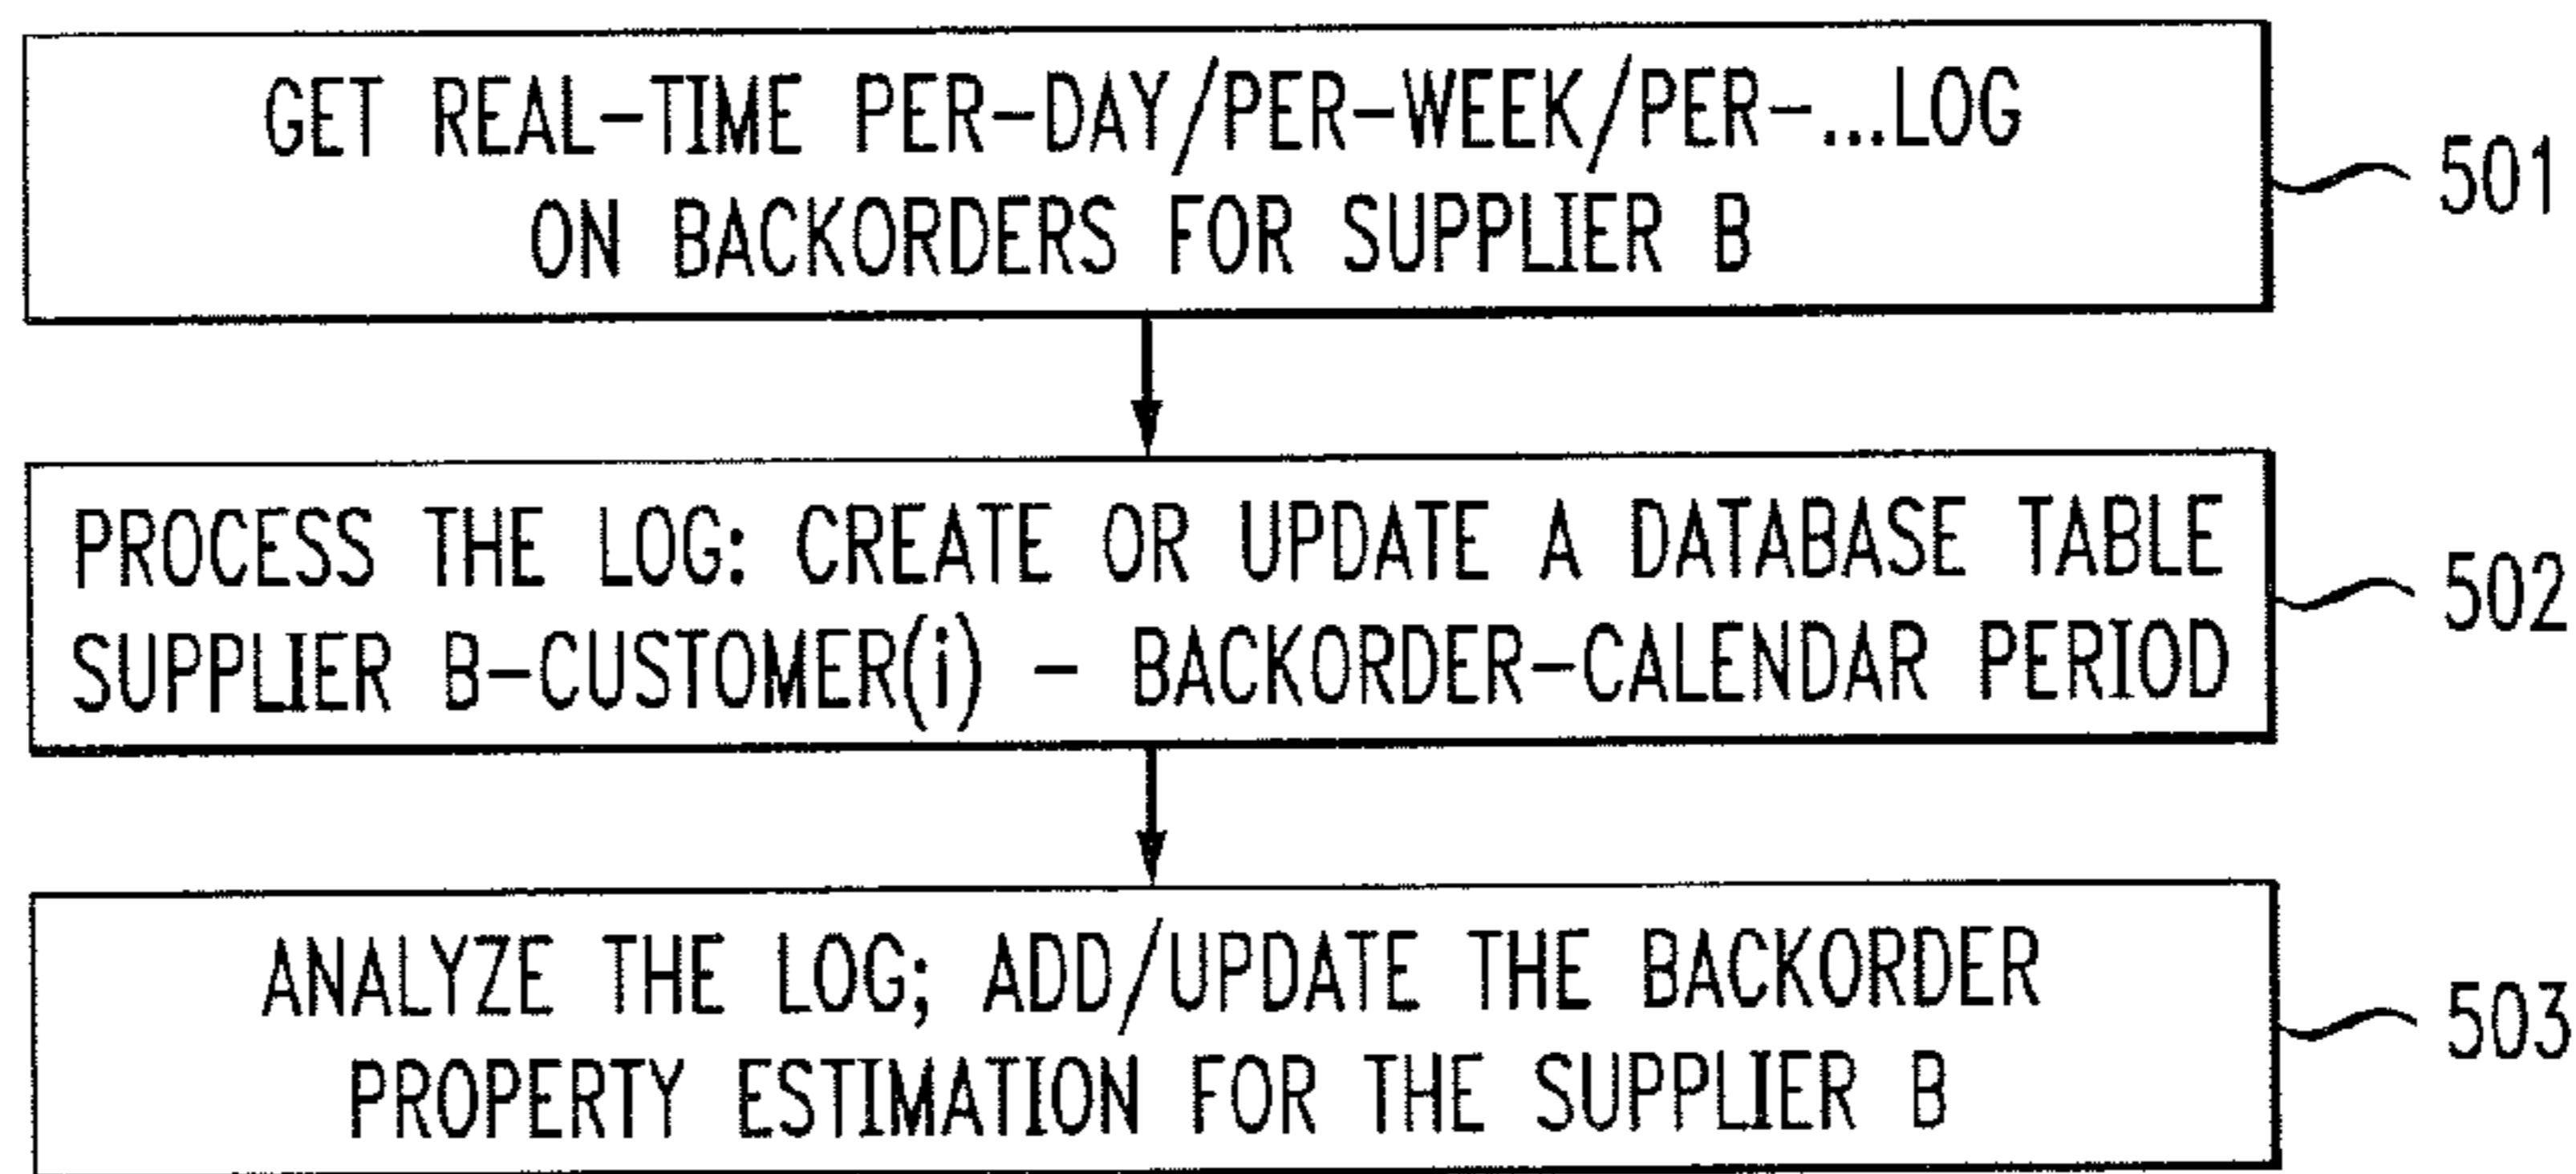 GET REAL-TIME PER-DAY/PER-WEEK/PER-...LOG
ON BACKORDERS FOR SUPPLIER B
501
PROCESS THE LOG: CREATE OR UPDATE A DATABASE TABLE
SUPPLIER B-CUSTOMER(i) - BACKORDER-CALENDAR PERIOD
502
ANALYZE THE LOG; ADD/UPDATE THE BACKORDER
PROPERTY ESTIMATION FOR THE SUPPLIER B
503